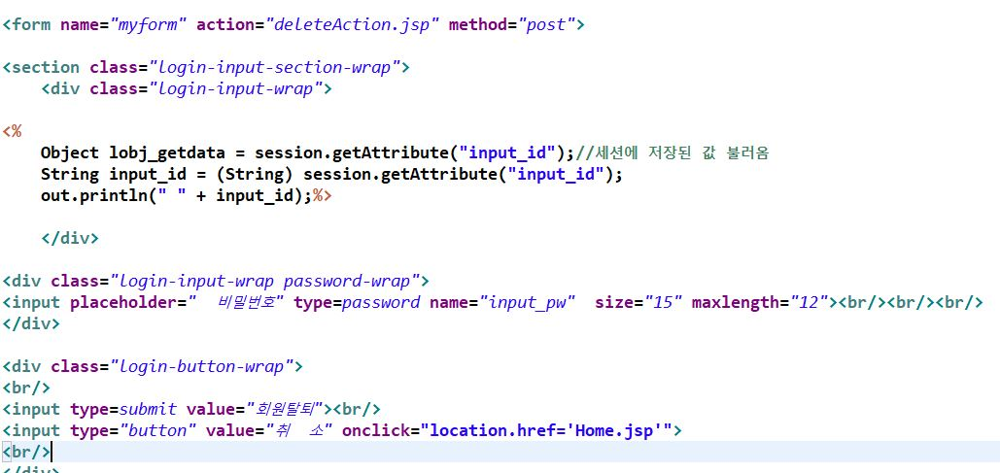 <form name="myform" action="deleteAction.jsp" method="post">
<section class="login-input-section-wrap">
<div class="login-input-wrap">
<%
Object lobj_getdata = session.getAttribute("input_id");//세션에 저장된 값 불러옴
String input_id = (String) session.getAttribute("input_id");
out.println(" " + input_id);%>
</div>
<div class="login-input-wrap password-wrap">
<input placeholder="  비밀번호" type=password name="input_pw"  size="15" maxlength="12"><br/><br/><br/>
</div>
<div class="login-button-wrap">
<br/>
<input type=submit value="회원탈퇴"><br/>
<input type="button" value="취  소" onclick="location.href='Home.jsp'">
<br/>
</div>